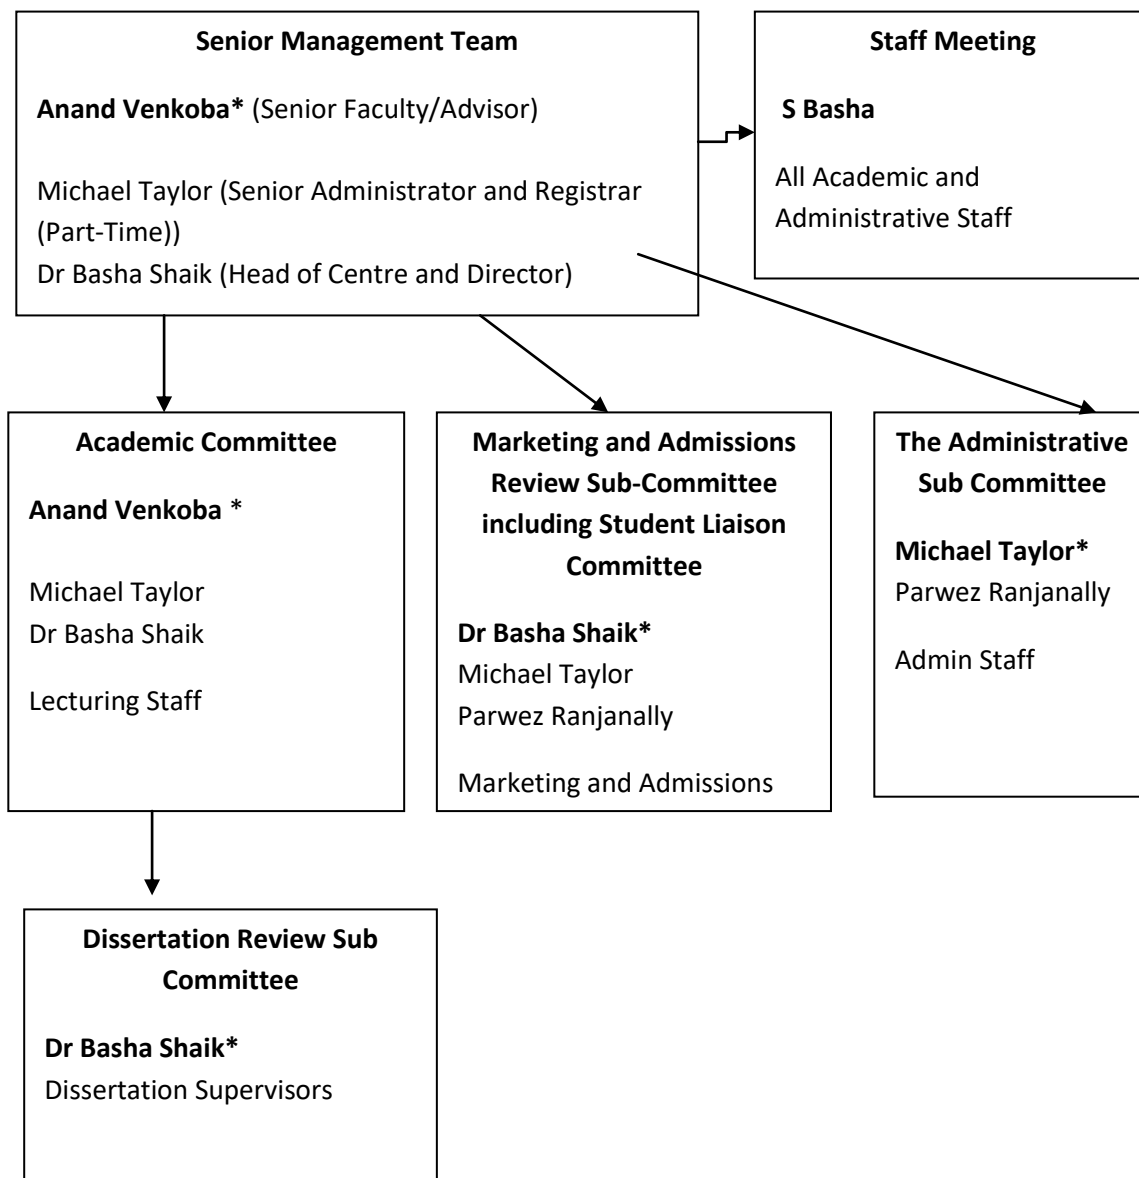 Senior Management Team
Anand Venkoba* (Senior Faculty/Advisor)
Michael Taylor (Senior Administrator and Registrar
(Part-Time))
Dr Basha Shaik (Head of Centre and Director)
Staff Meeting
S Basha
All Academic and
Administrative Staff
Academic Committee
Anand Venkoba *
Michael Taylor
Dr Basha Shaik
Lecturing Staff
Marketing and Admissions
Review Sub-Committee
including Student Liaison
Committee
Dr Basha Shaik*
Michael Taylor
Parwez Ranjanally
Marketing and Admissions
The Administrative
Sub Committee
Michael Taylor*
Parwez Ranjanally
Admin Staff
Dissertation Review Sub
Committee
Dr Basha Shaik*
Dissertation Supervisors